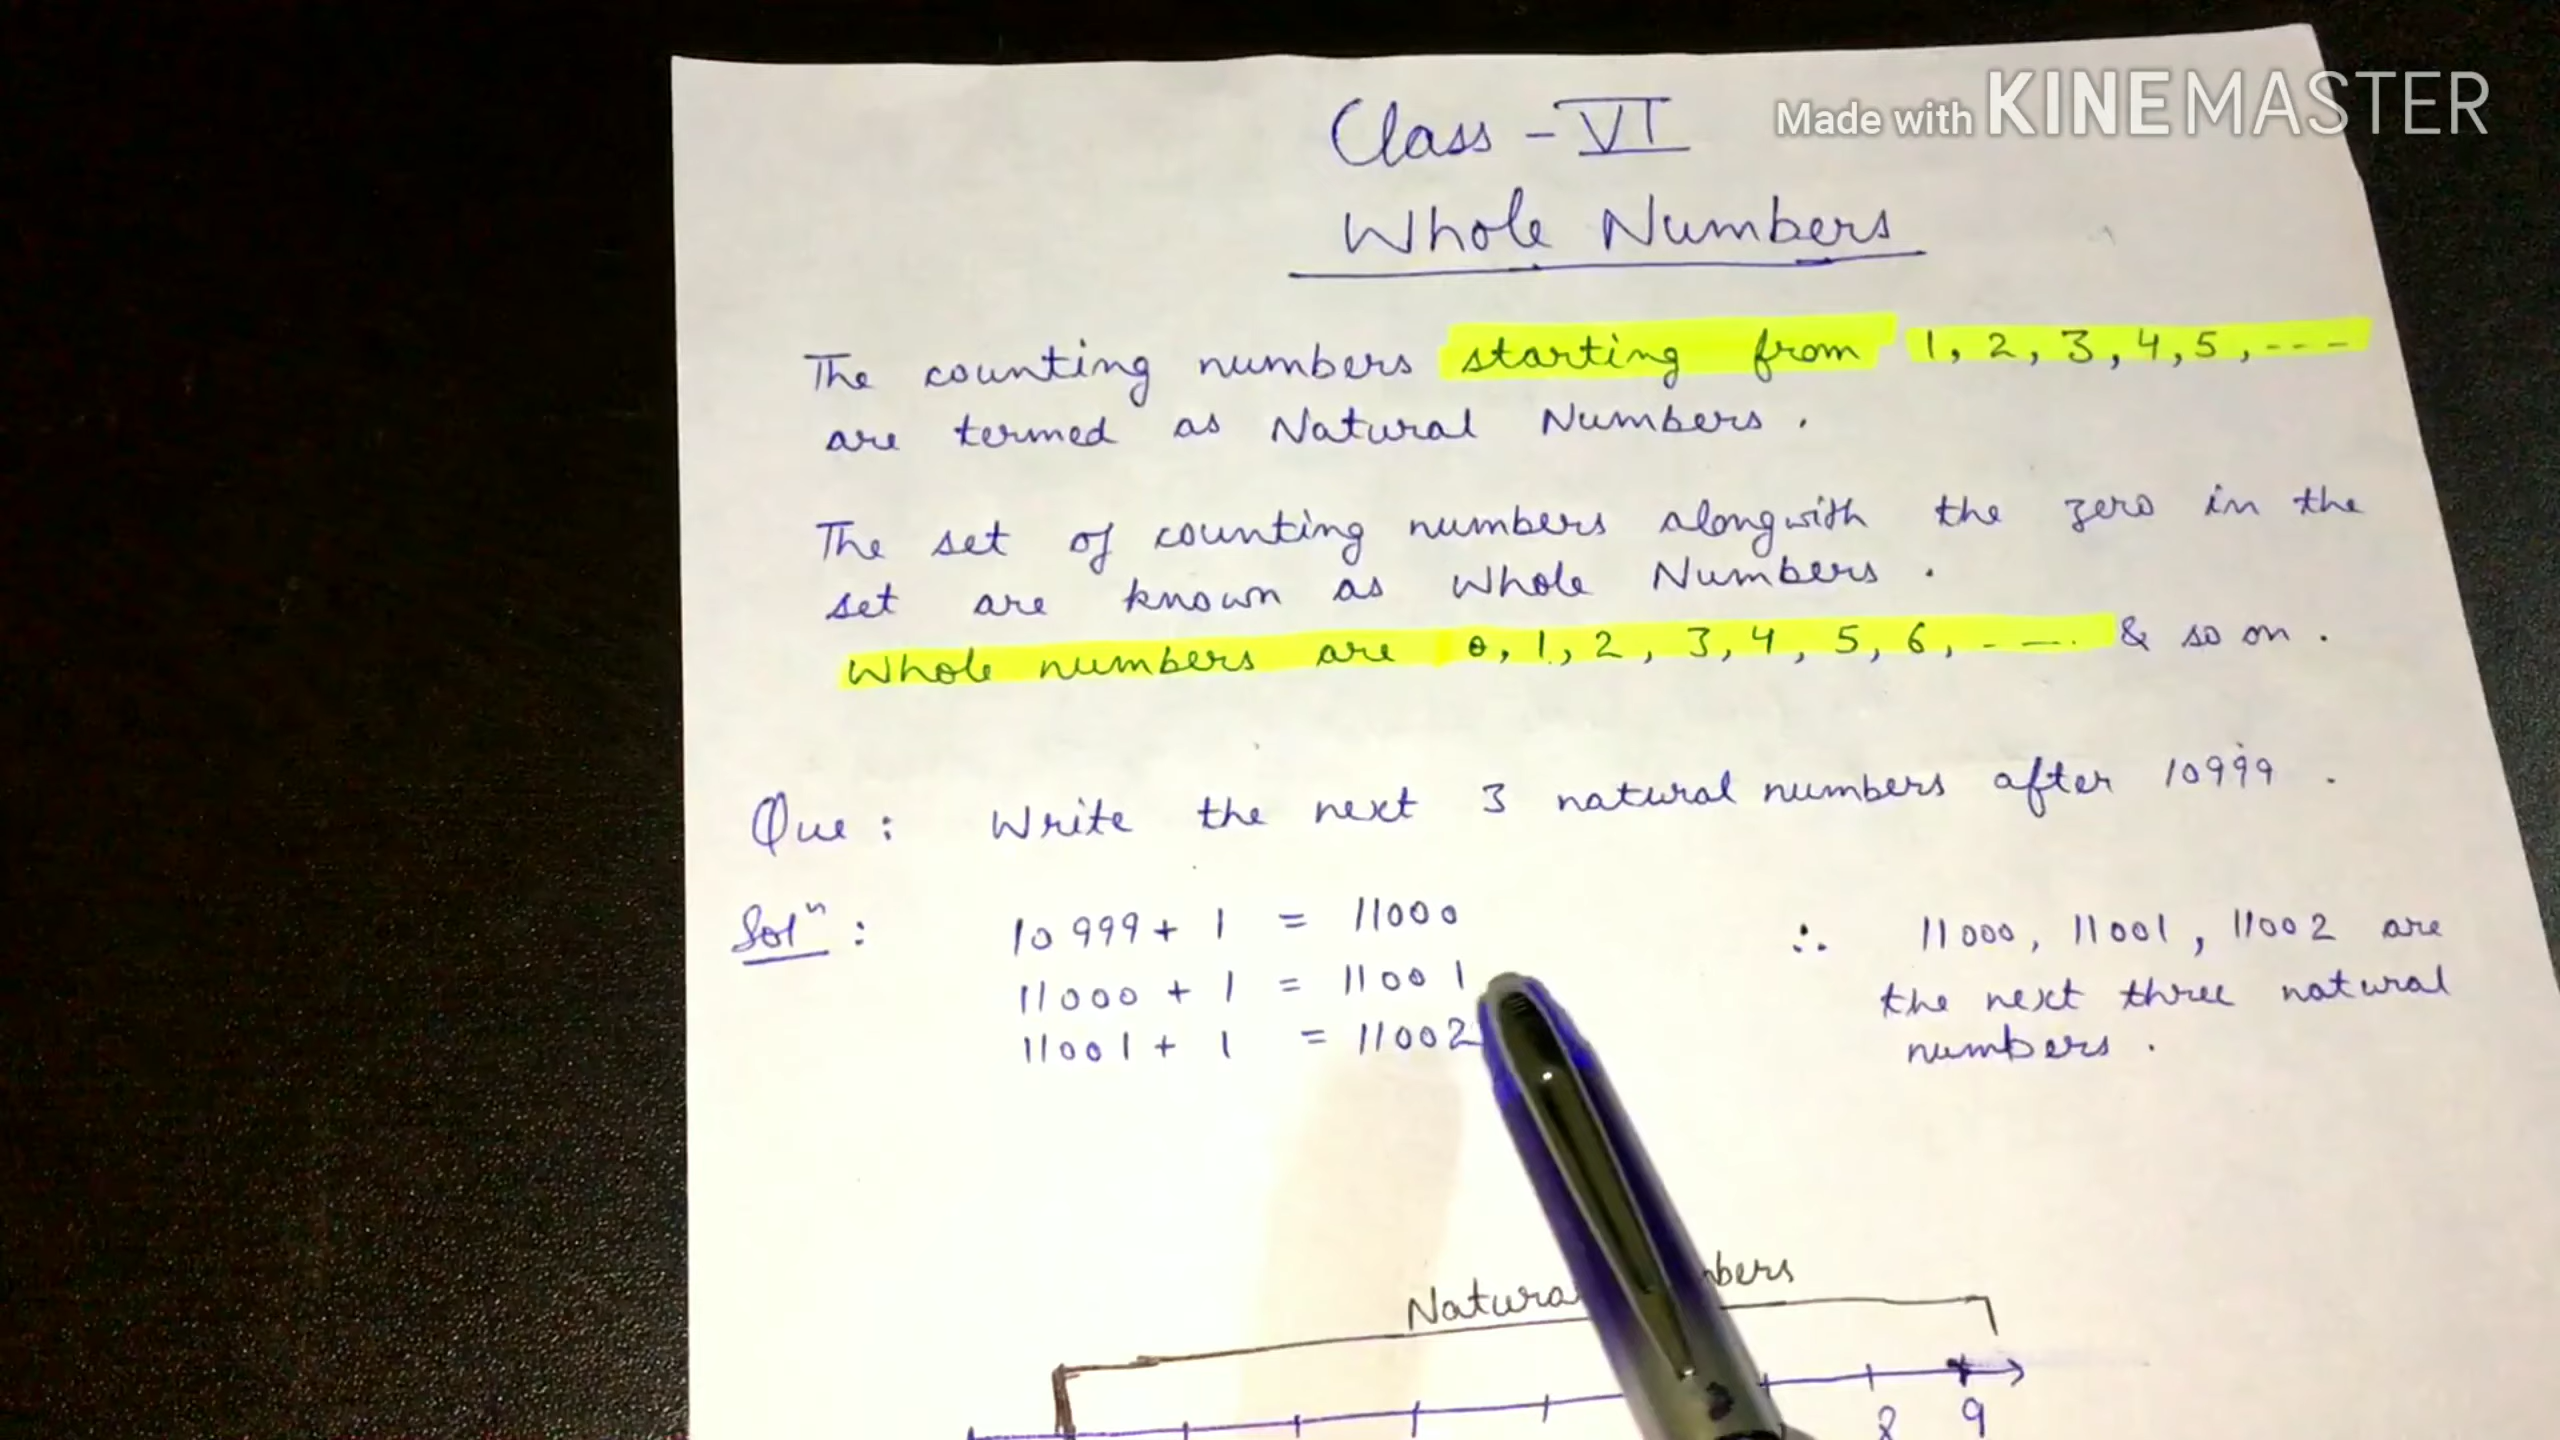 Made with KINEMASTER
Class - VI
Whole Numbers
The counting numbers starting from 1, 2, 3, 4, 5, ---
are termed as Natural Numbers.
The set of counting numbers alongwith the zero in the
set are known as Whole Numbers.
Whole numbers are 0, 1, 2, 3, 4, 5, 6, - -- & so on.
Que: Write the next 3 natural numbers after 10999.
Solⁿ: 10999 + 1 = 11000
11000 + 1 = 11001
11001 + 1 = 11002
∴ 11000, 11001, 11002 are
the next three natural
numbers.
8 9